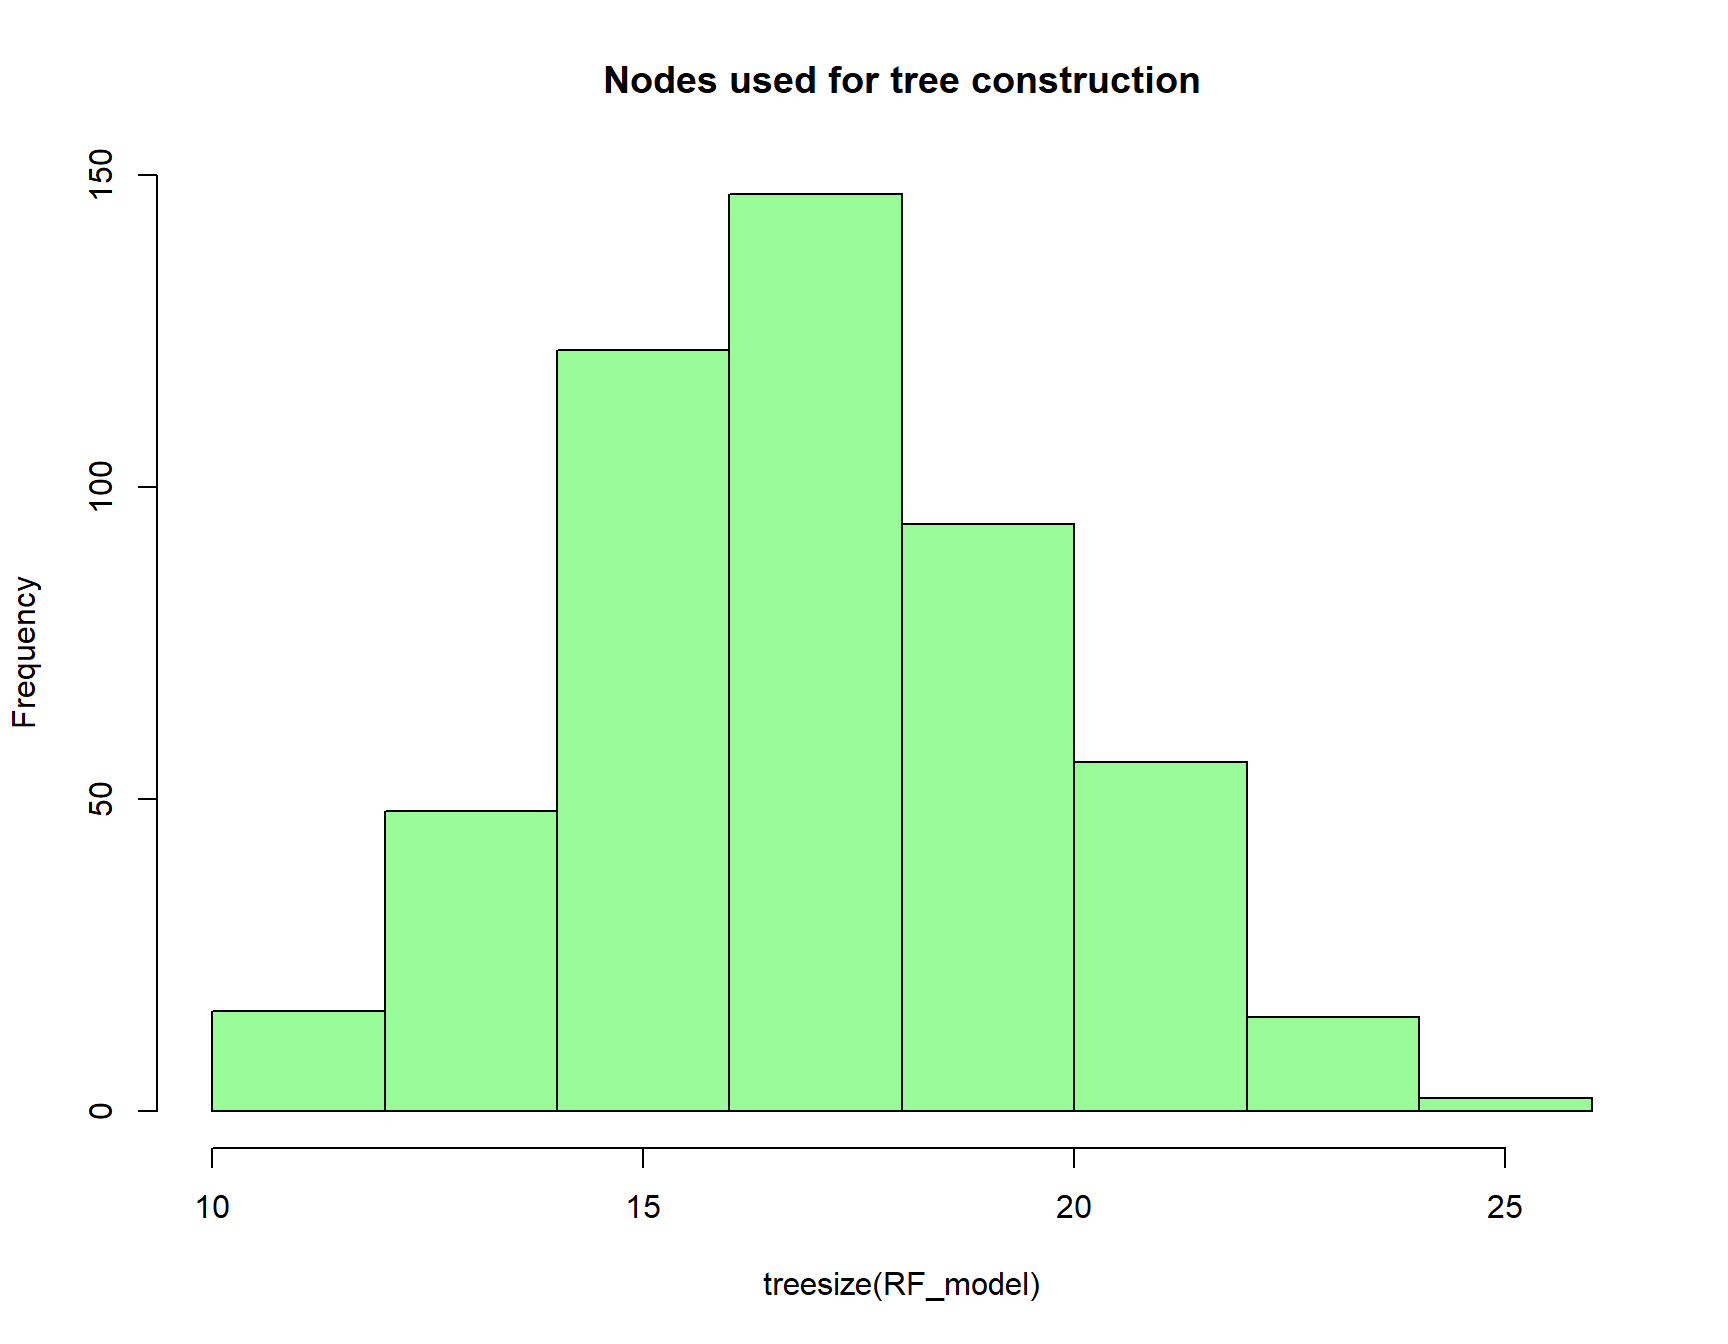 Nodes used for tree construction
150
100
50
0
Frequency
10 15 20 25
treesize(RF_model)